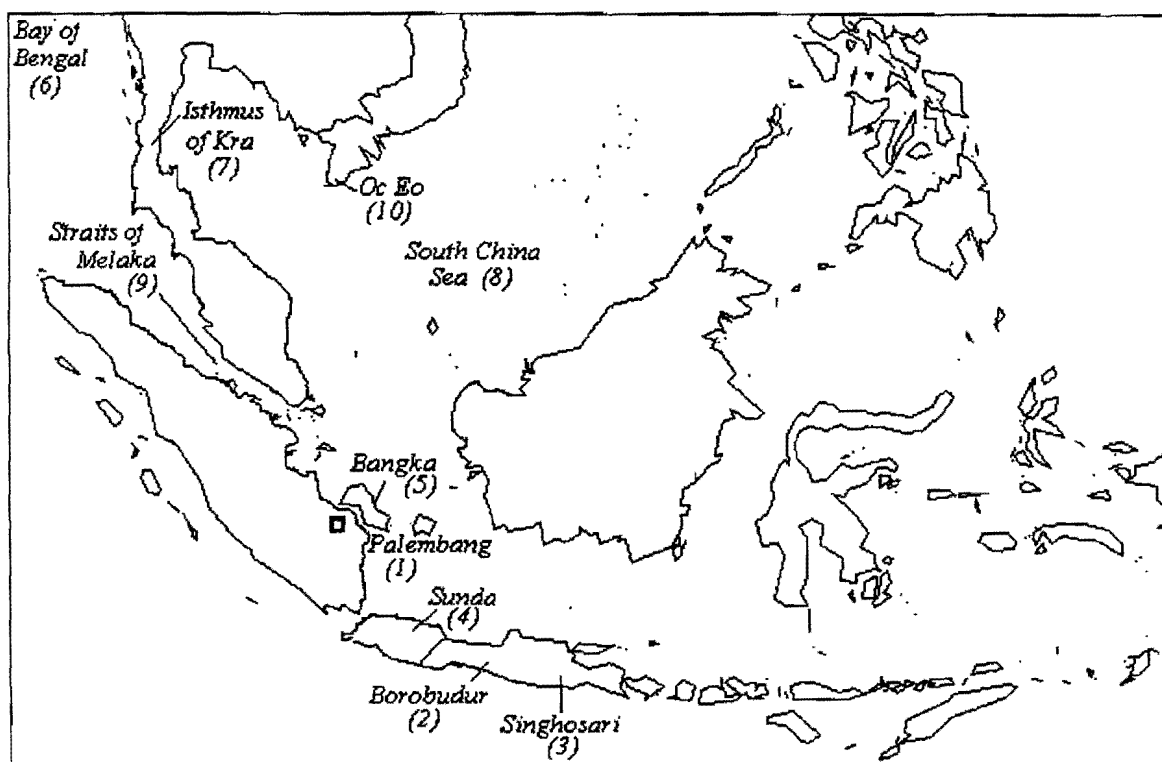 Bay of
Bengal
(6)
Isthmus
of Kra
(7)
Oc Eo
(10)
Straits of
Melaka
(9)
South China
Sea (8)
Bangka
(5)
Palembang
(1)
Sunda
(4)
Borobudur
(2)
Singhosari
(3)